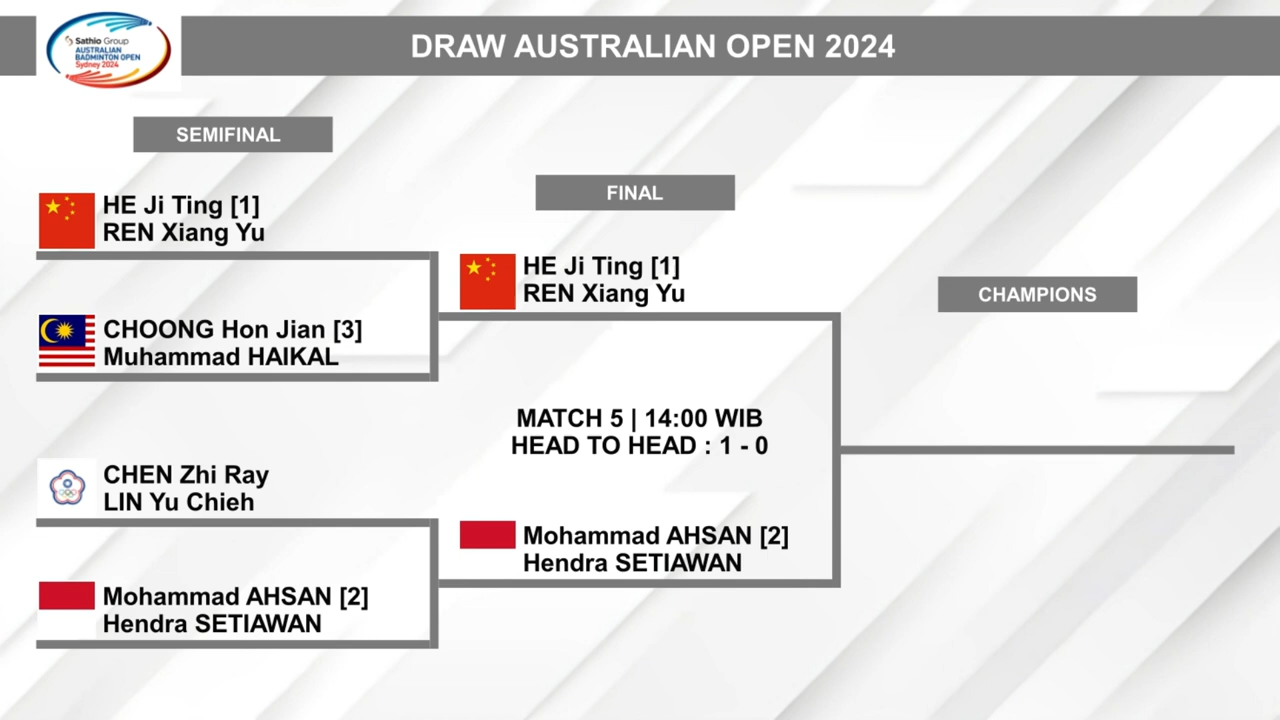 Sathio Group
AUSTRALIAN
BADMINTON OPEN
Sydney 2024
DRAW AUSTRALIAN OPEN 2024
SEMIFINAL
HE Ji Ting [1]
REN Xiang Yu
CHOONG Hon Jian [3]
Muhammad HAIKAL
CHEN Zhi Ray
LIN Yu Chieh
Mohammad AHSAN [2]
Hendra SETIAWAN
FINAL
HE Ji Ting [1]
REN Xiang Yu
MATCH 5 | 14:00 WIB
HEAD TO HEAD : 1 - 0
Mohammad AHSAN [2]
Hendra SETIAWAN
CHAMPIONS